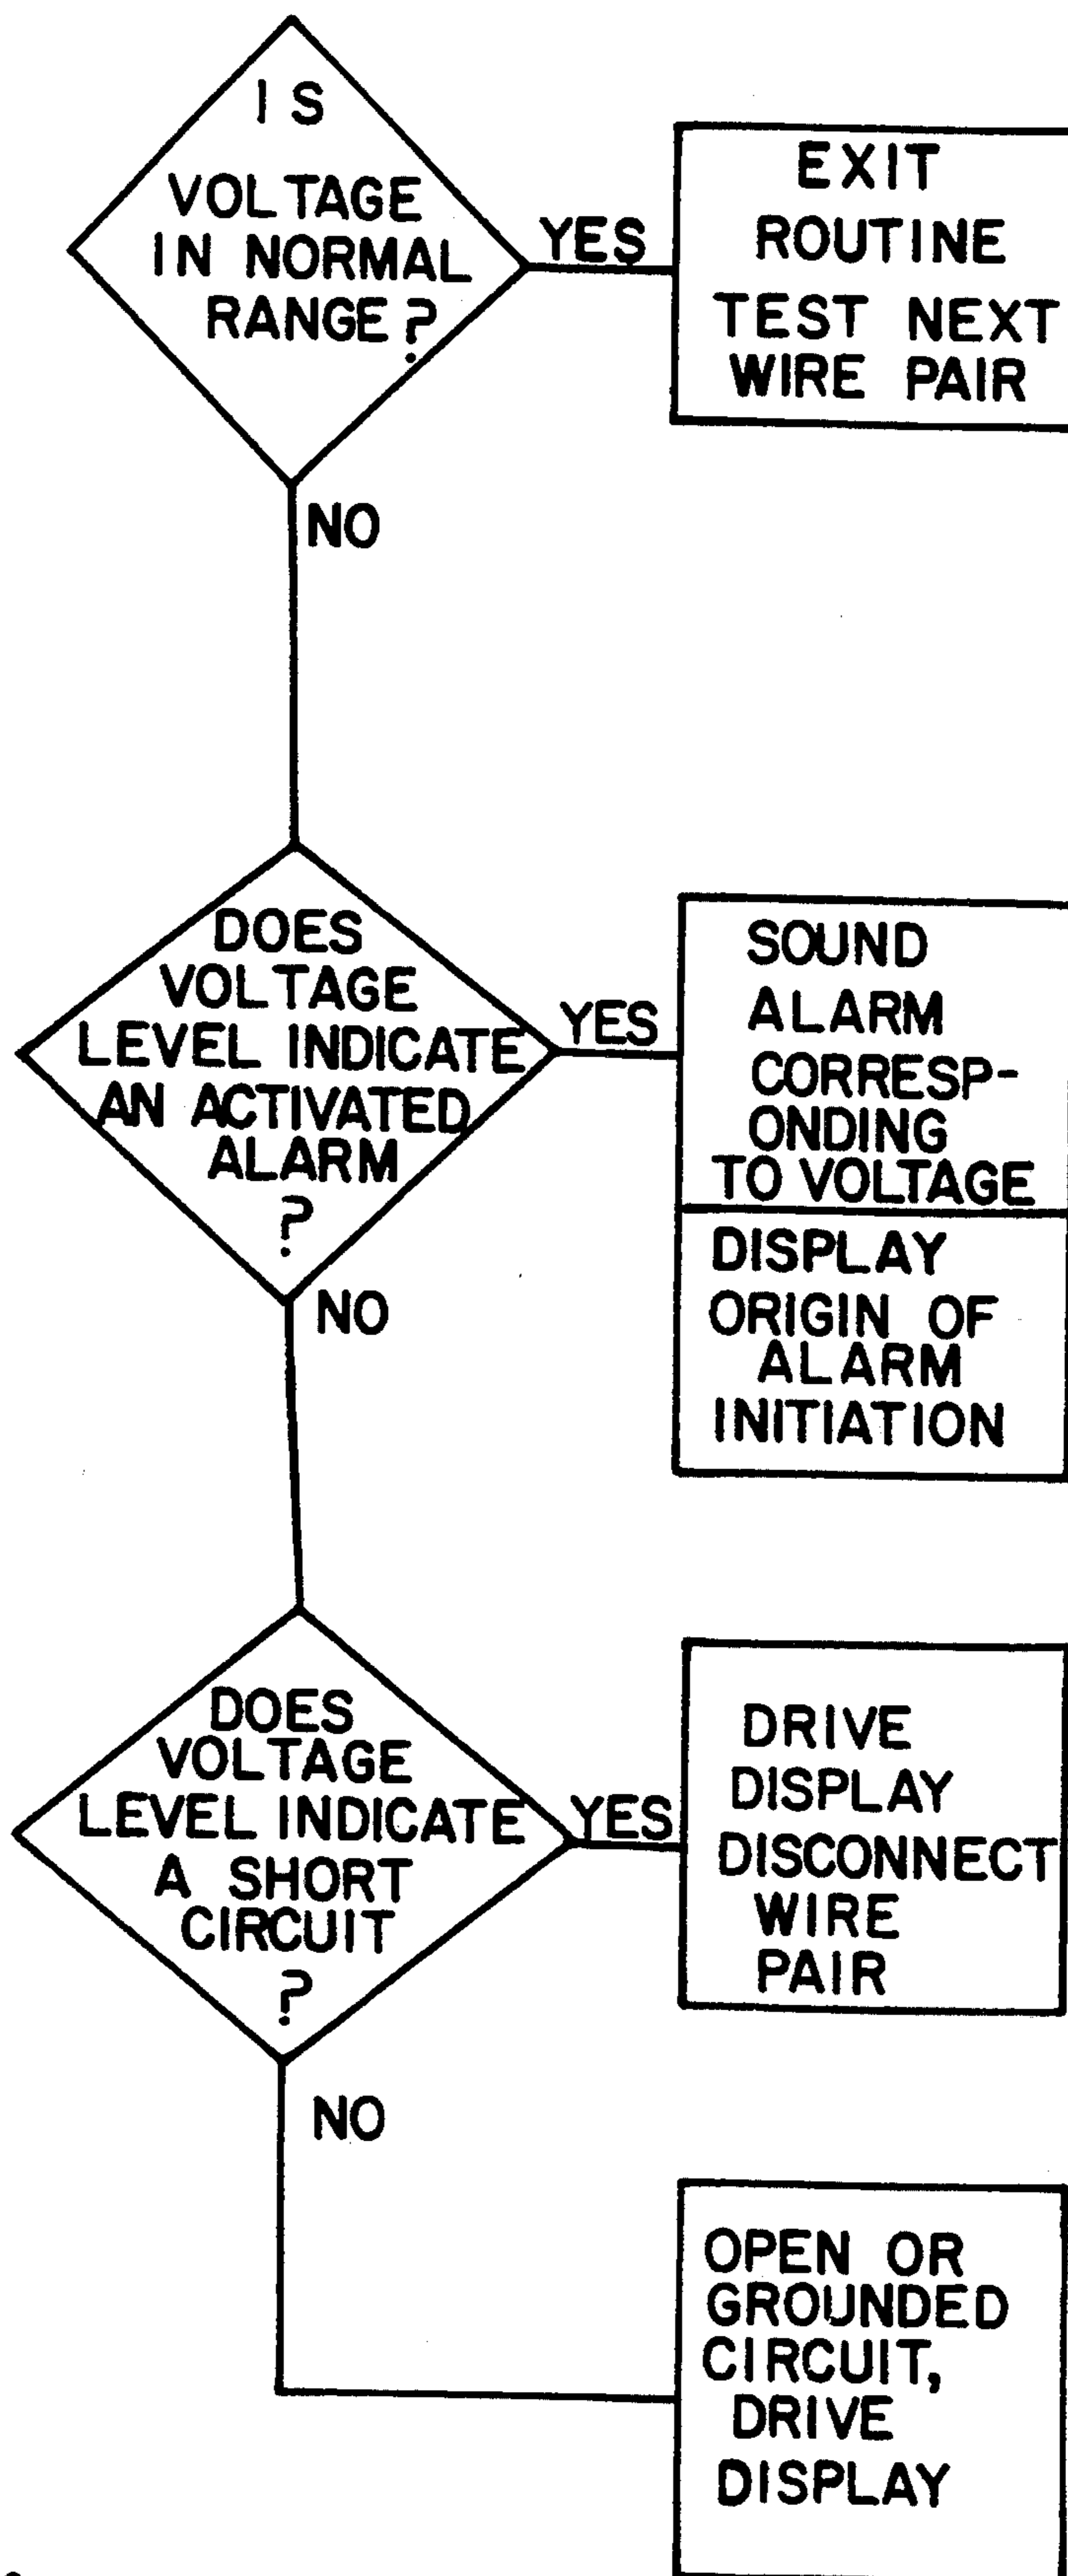 IS
VOLTAGE
IN NORMAL
RANGE?
YES
EXIT
ROUTINE
TEST NEXT
WIRE PAIR
NO
DOES
VOLTAGE
LEVEL INDICATE
AN ACTIVATED
ALARM
?
YES
SOUND
ALARM
CORRESP-
ONDING
TO VOLTAGE
DISPLAY
ORIGIN OF
ALARM
INITIATION
NO
DOES
VOLTAGE
LEVEL INDICATE
A SHORT
CIRCUIT
?
YES
DRIVE
DISPLAY
DISCONNECT
WIRE
PAIR
NO
OPEN OR
GROUNDED
CIRCUIT,
DRIVE
DISPLAY